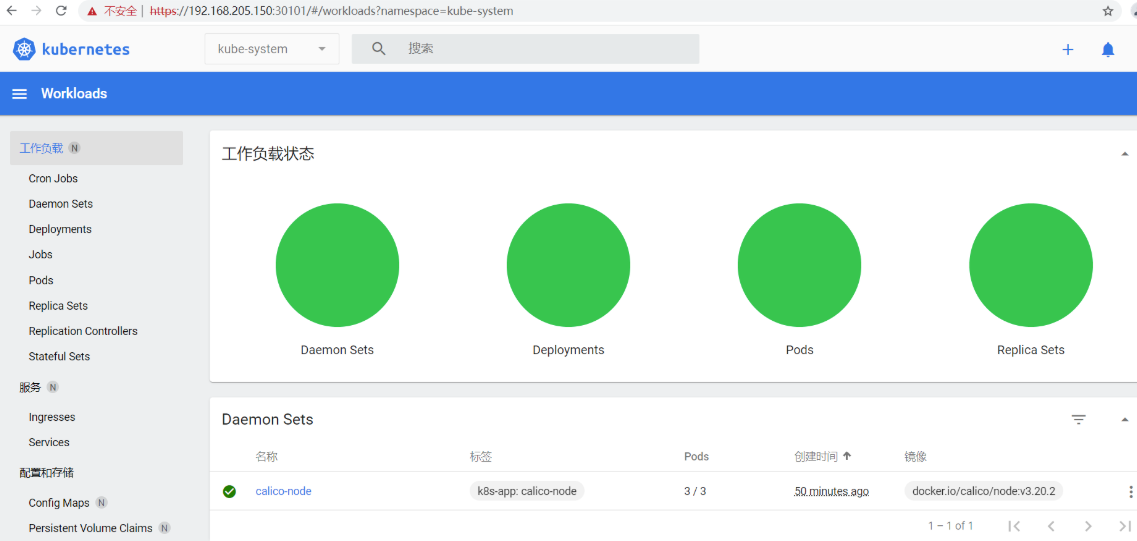 不安全 | https://192.168.205.150:30101/#/workloads?namespace=kube-system
kubernetes
kube-system
搜索
Workloads
工作负载 N
Cron Jobs
Daemon Sets
Deployments
Jobs
Pods
Replica Sets
Replication Controllers
Stateful Sets
服务 N
Ingresses
Services
配置和存储
Config Maps N
Persistent Volume Claims N
工作负载状态
Daemon Sets Deployments Pods Replica Sets
Daemon Sets
名称 标签 Pods 创建时间 镜像
calico-node k8s-app: calico-node 3 / 3 50 minutes ago docker.io/calico/node:v3.20.2
1 – 1 of 1